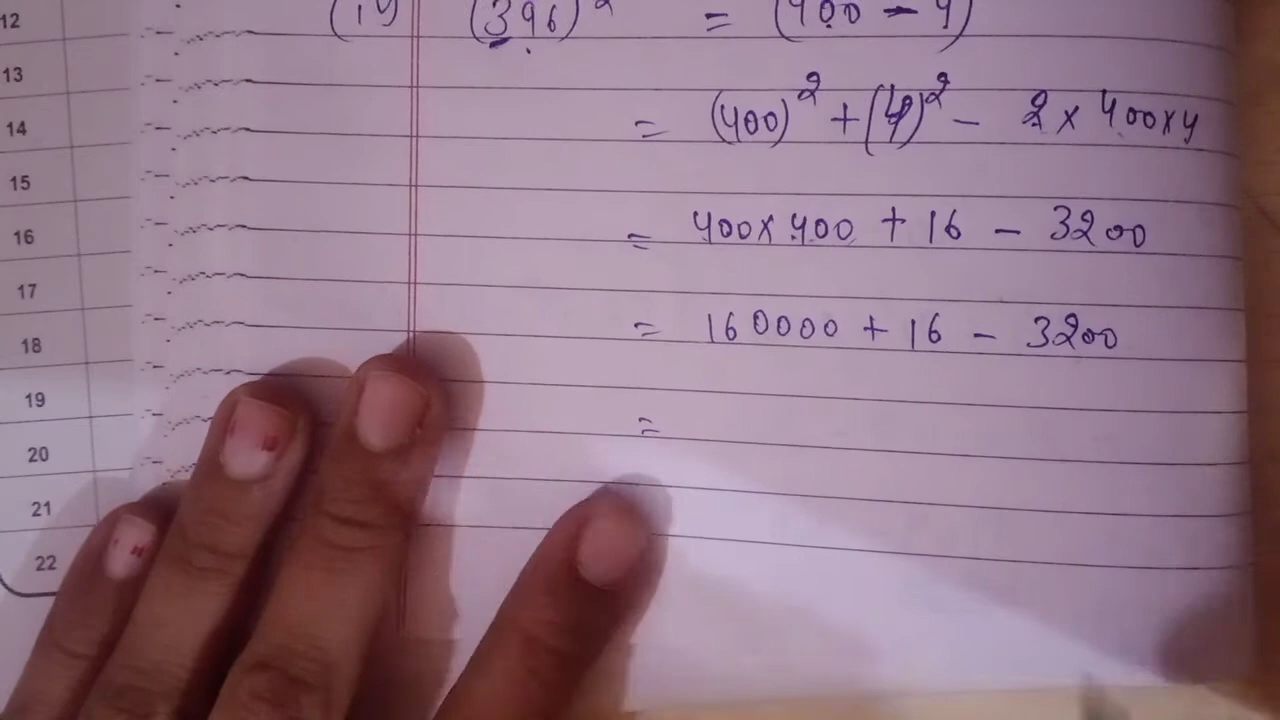 12
(iv) (396)² = (400 - 4)
13
14 = (400)² + (4)² - 2 × 400×4
15
16 = 400×400 + 16 - 3200
17
18 = 160000 + 16 - 3200
19
20 =
21
22